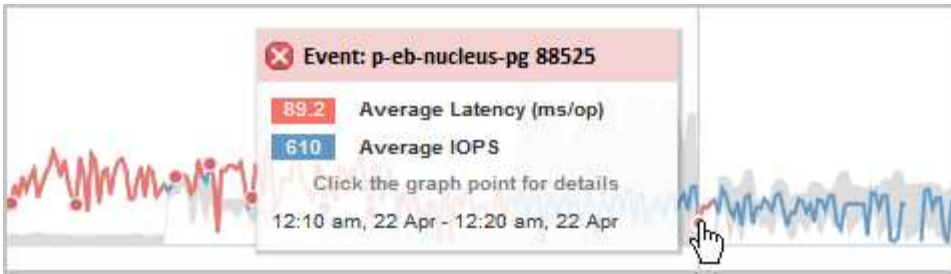 Event: p-eb-nucleus-pg 88525
89.2 Average Latency (ms/op)
610 Average IOPS
Click the graph point for details
12:10 am, 22 Apr - 12:20 am, 22 Apr